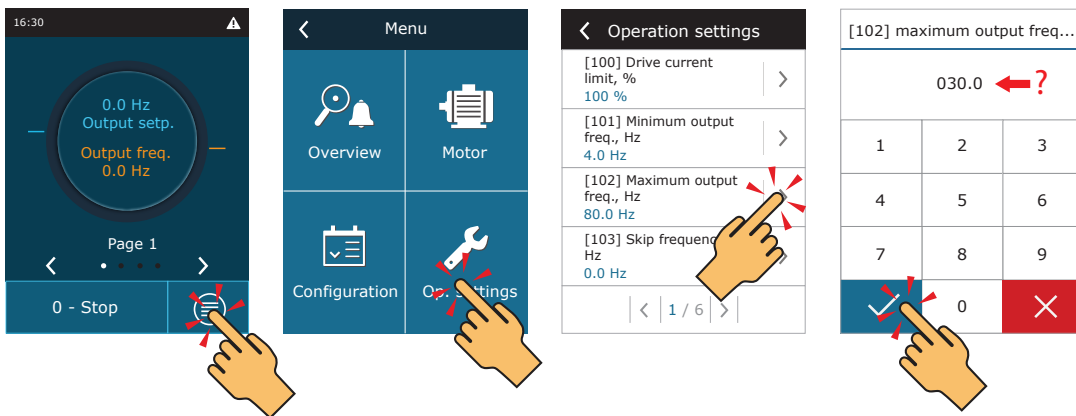 16:30
0.0 Hz
Output setp.
Output freq.
0.0 Hz
Page 1
0 - Stop
Menu
Overview
Motor
Configuration
Op. settings
Operation settings
[100] Drive current
limit, %
100 %
[101] Minimum output
freq., Hz
4.0 Hz
[102] Maximum output
freq., Hz
80.0 Hz
[103] Skip
Hz
0.0 Hz
1 / 6
[102] maximum output freq...
030.0 ?
1 2 3
4 5 6
7 8 9
0